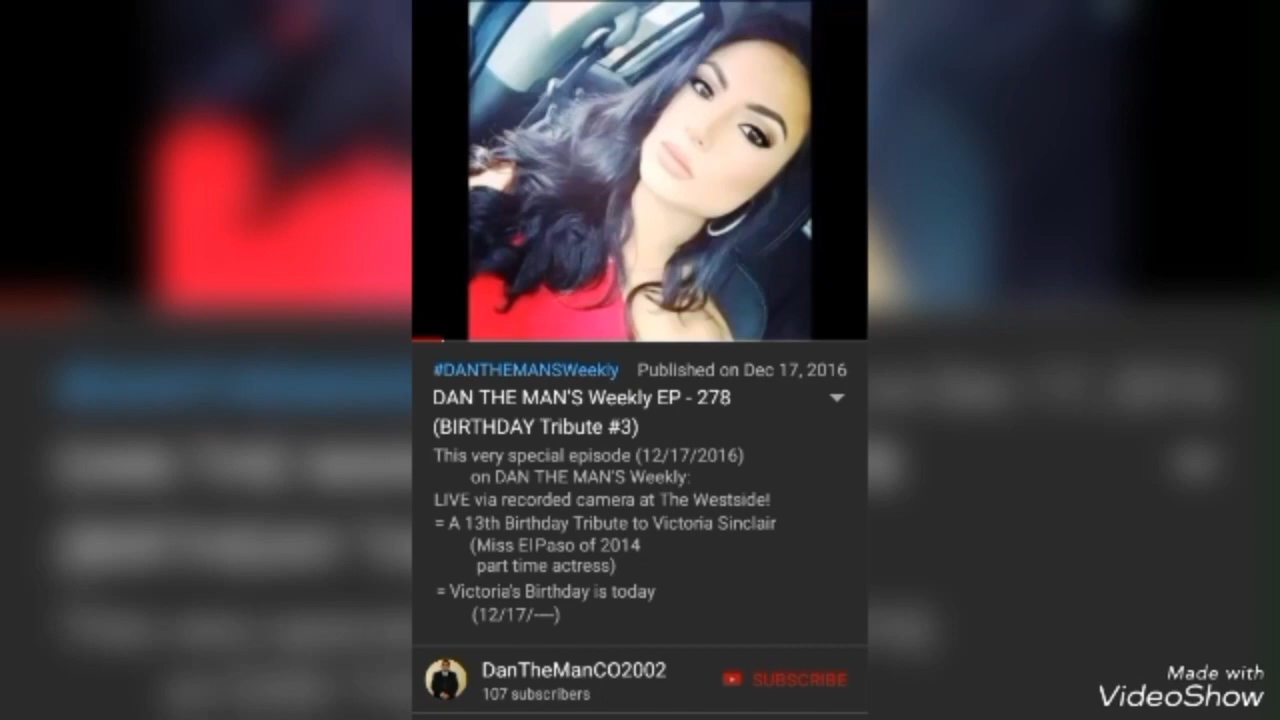 #DANTHEMANSWeekly Published on Dec 17, 2016
DAN THE MAN'S Weekly EP - 278
(BIRTHDAY Tribute #3)
This very special episode (12/17/2016)
on DAN THE MAN'S Weekly:
LIVE via recorded camera at The Westside!
= A 13th Birthday Tribute to Victoria Sinclair
(Miss ElPaso of 2014
part time actress)
= Victoria's Birthday is today
(12/17/----)
DanTheManCO2002
SUBSCRIBE
107 subscribers
Made with
VideoShow